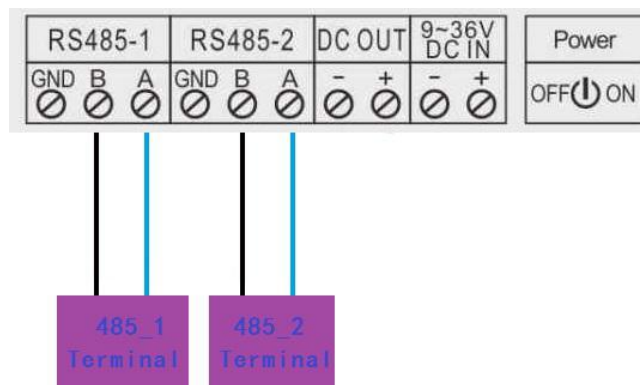 RS485-1 RS485-2 DC OUT 9~36V DC IN Power
GND B A GND B A - + - +
OFF ON
485_1 485_2
Terminal Terminal